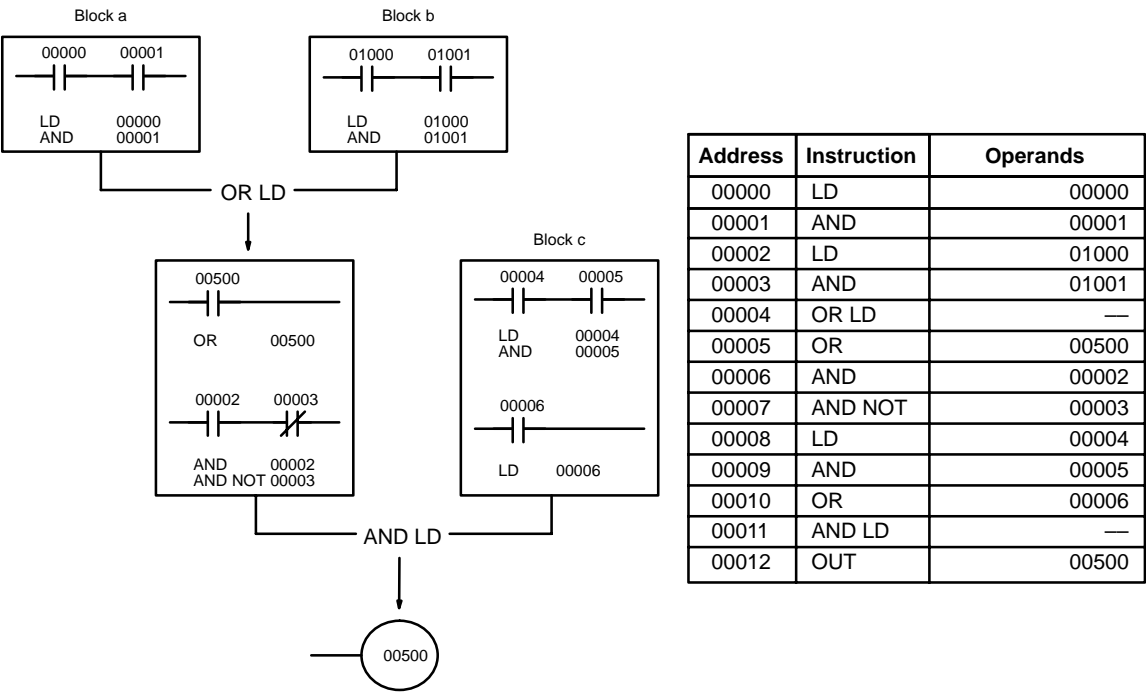 Block a
Block b
00000 00001
LD 00000
AND 00001
01000 01001
LD 01000
AND 01001
OR LD
00500
OR 00500
00002 00003
AND 00002
AND NOT 00003
Block c
00004 00005
LD 00004
AND 00005
00006
LD 00006
AND LD
00500
Address Instruction Operands
00000 LD 00000
00001 AND 00001
00002 LD 01000
00003 AND 01001
00004 OR LD —
00005 OR 00500
00006 AND 00002
00007 AND NOT 00003
00008 LD 00004
00009 AND 00005
00010 OR 00006
00011 AND LD —
00012 OUT 00500